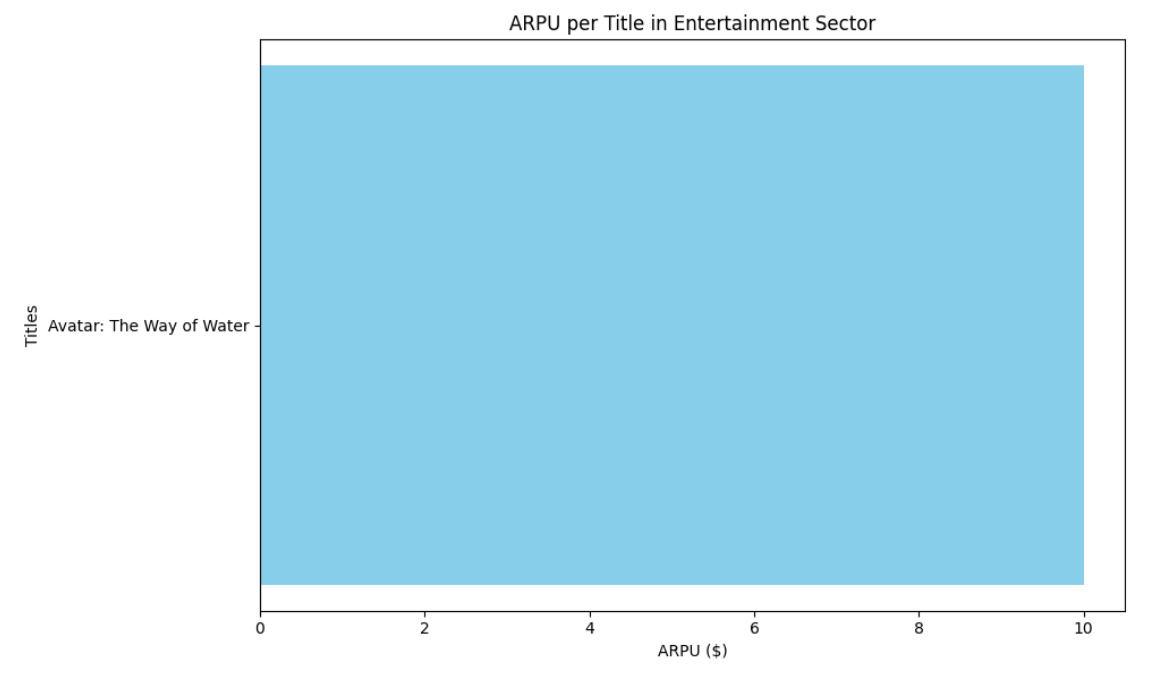 ARPU per Title in Entertainment Sector
Titles
Avatar: The Way of Water
0 2 4 6 8 10
ARPU ($)